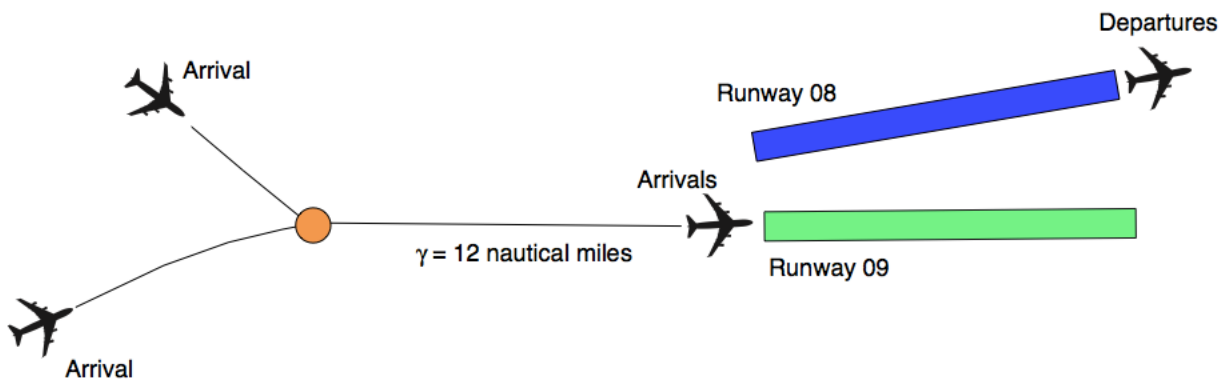 Departures
Arrival
Runway 08
Arrivals
γ = 12 nautical miles
Runway 09
Arrival